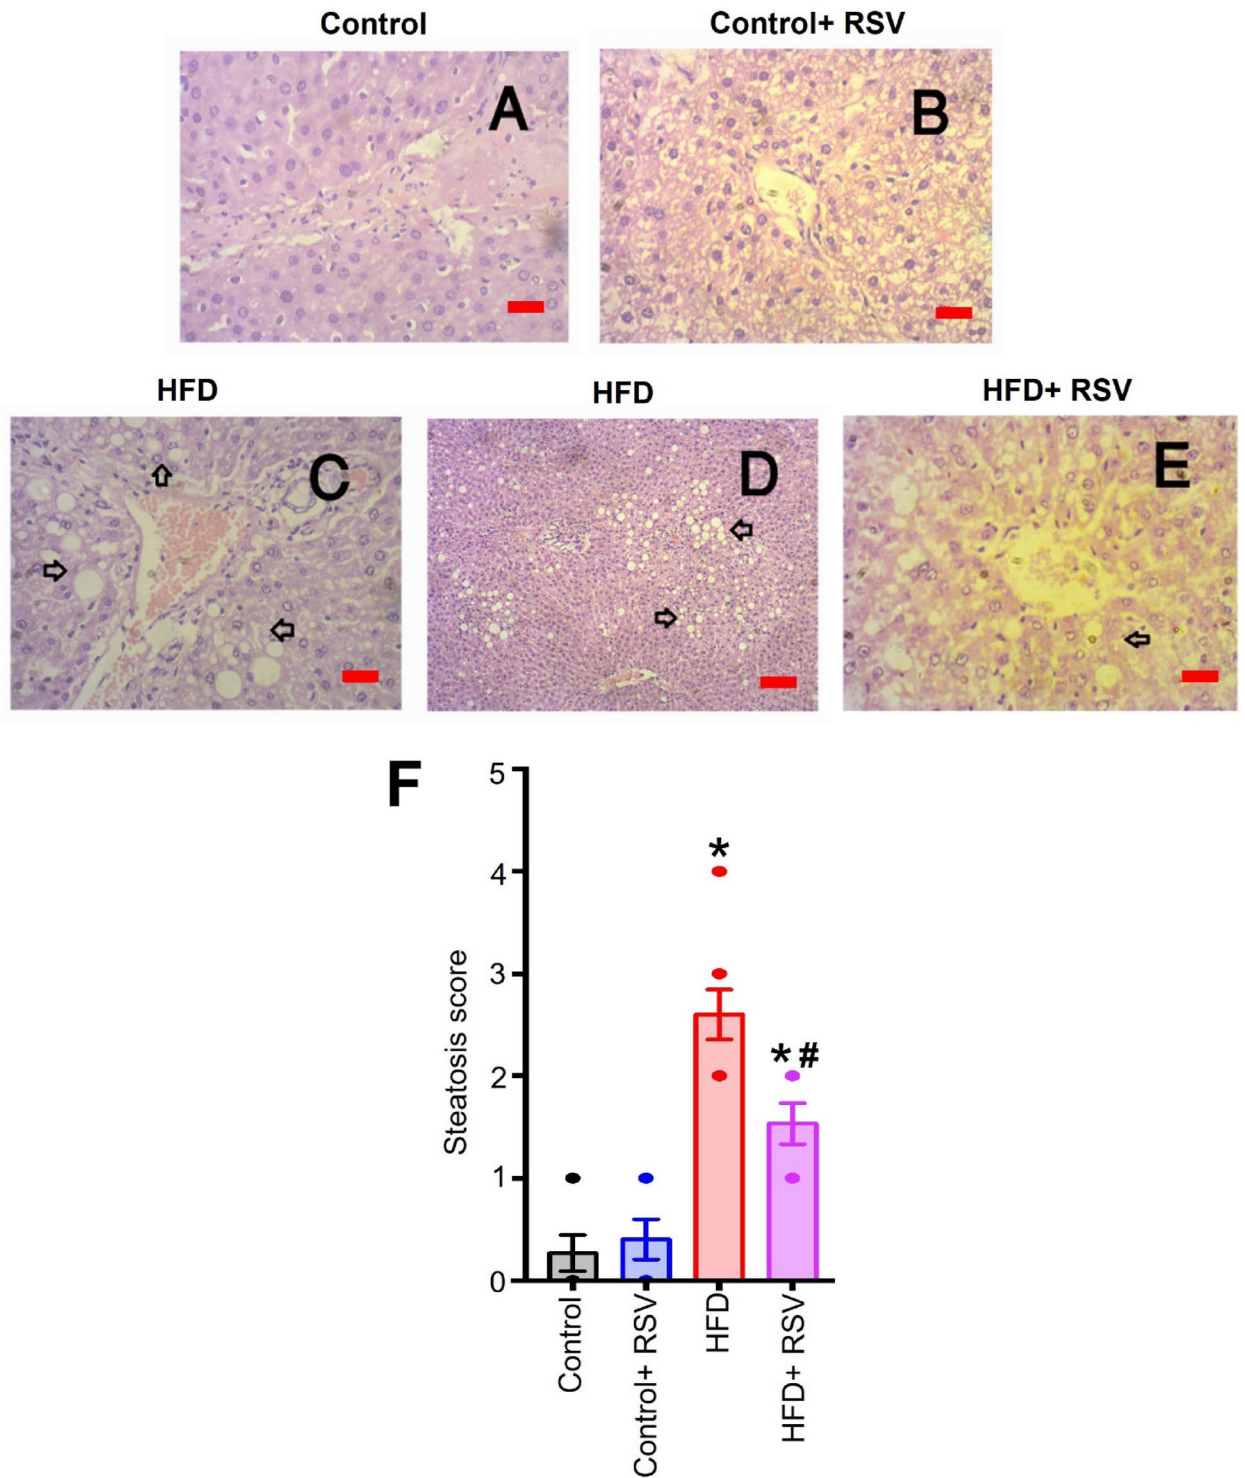 Control
Control+ RSV
A
B
HFD
HFD
HFD+ RSV
C
D
E
F
Steatosis score
5
4
3
2
1
0
*
*#
Control
Control+ RSV
HFD
HFD+ RSV